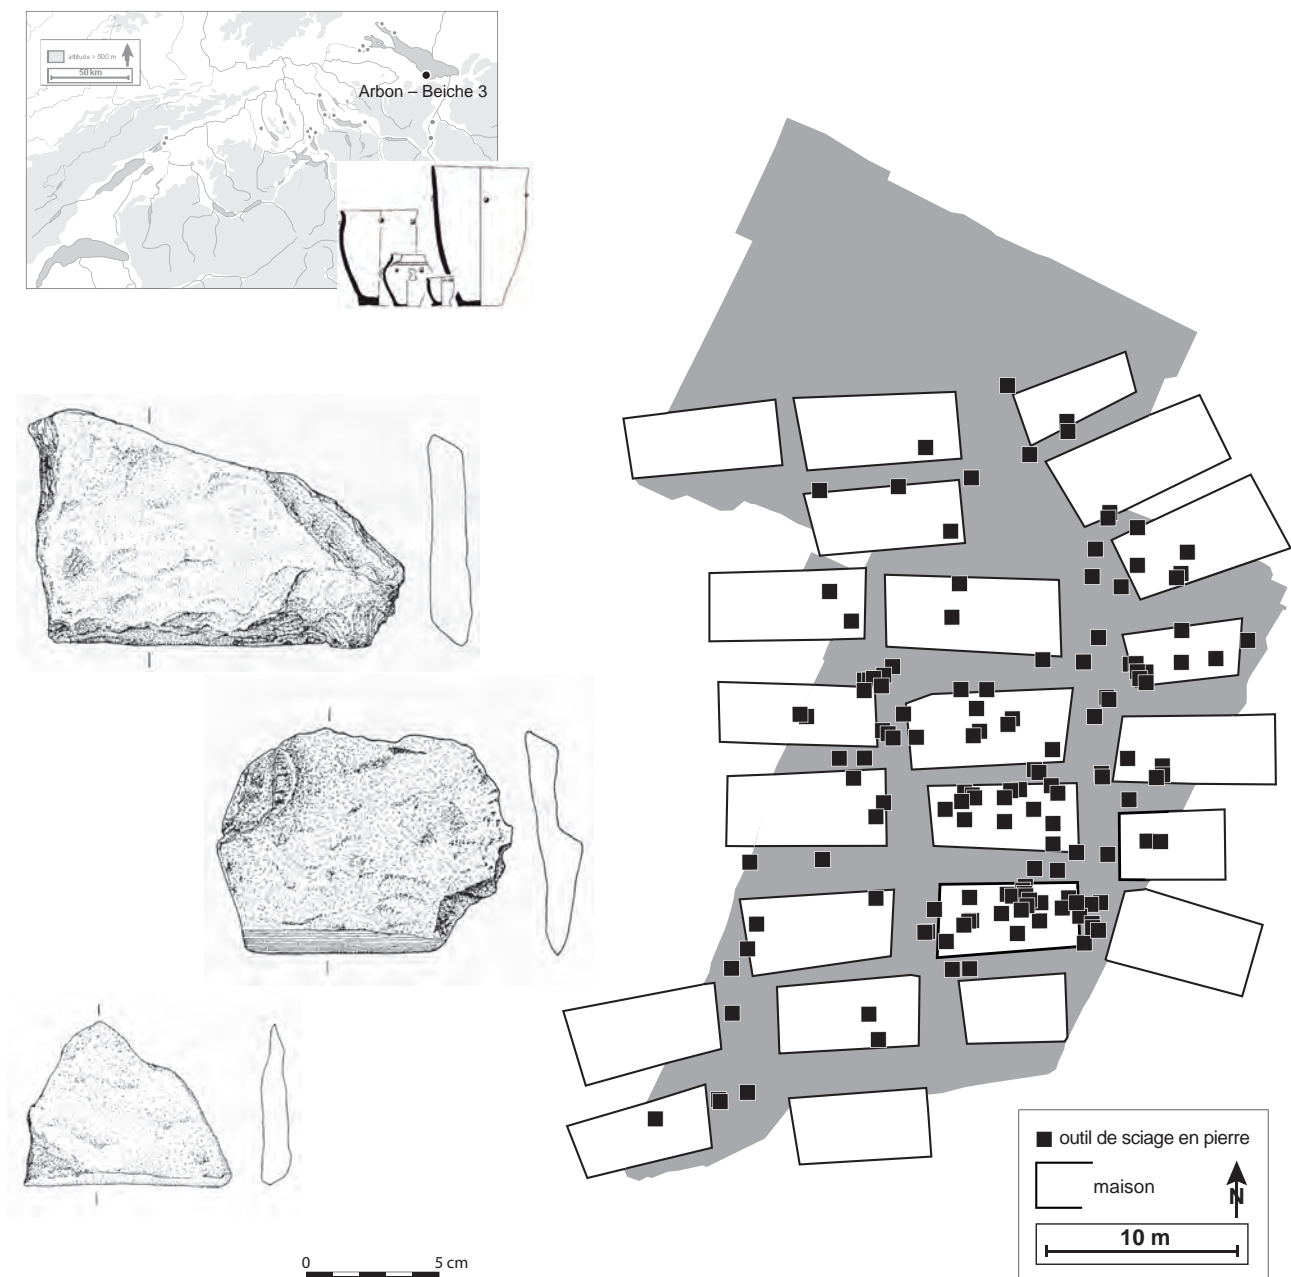 altitude > 500 m
50 km
Arbon – Beiche 3
outil de sciage en pierre
maison
N
10 m
0 5 cm